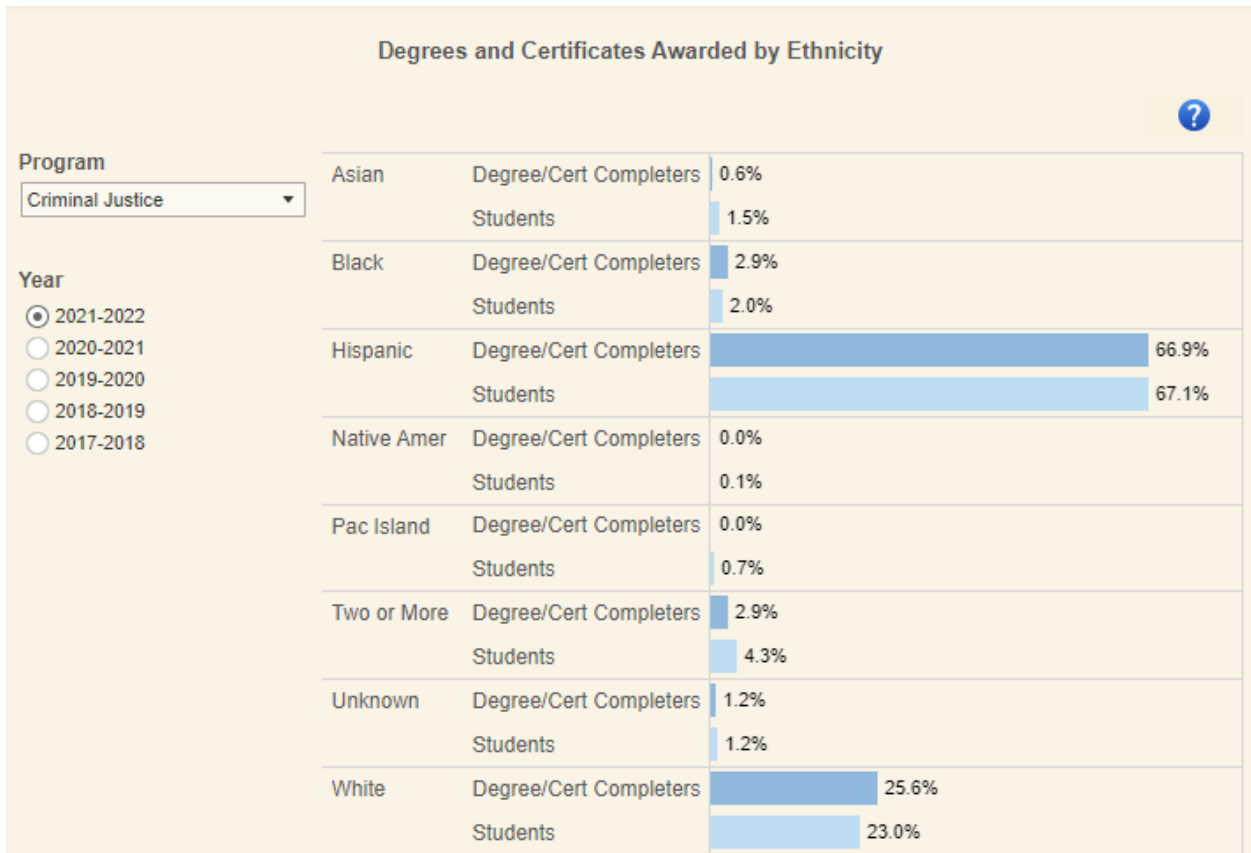 Degrees and Certificates Awarded by Ethnicity
?
Program
Criminal Justice
Year
2021-2022
2020-2021
2019-2020
2018-2019
2017-2018
Asian Degree/Cert Completers 0.6%
Students 1.5%
Black Degree/Cert Completers 2.9%
Students 2.0%
Hispanic Degree/Cert Completers 66.9%
Students 67.1%
Native Amer Degree/Cert Completers 0.0%
Students 0.1%
Pac Island Degree/Cert Completers 0.0%
Students 0.7%
Two or More Degree/Cert Completers 2.9%
Students 4.3%
Unknown Degree/Cert Completers 1.2%
Students 1.2%
White Degree/Cert Completers 25.6%
Students 23.0%